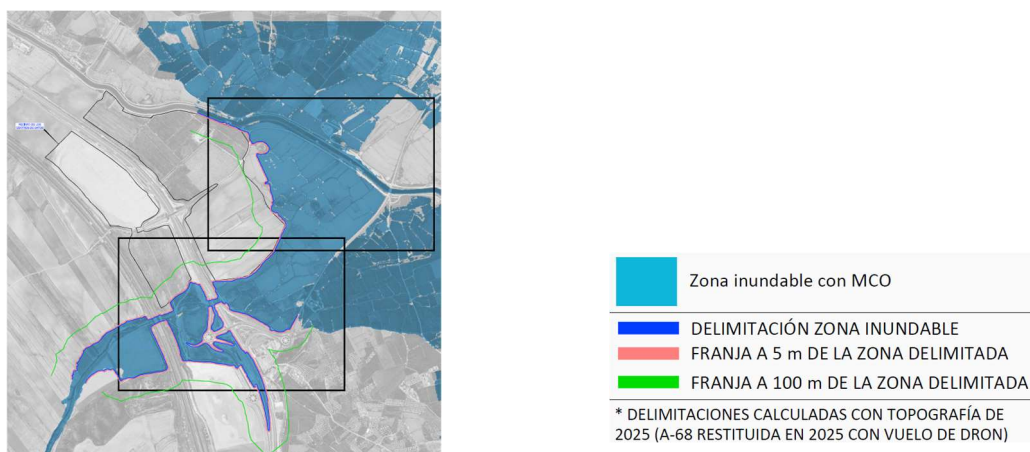 Zona inundable con MCO
DELIMITACIÓN ZONA INUNDABLE
FRANJA A 5 m DE LA ZONA DELIMITADA
FRANJA A 100 m DE LA ZONA DELIMITADA
* DELIMITACIONES CALCULADAS CON TOPOGRAFÍA DE
2025 (A-68 RESTITUIDA EN 2025 CON VUELO DE DRON)